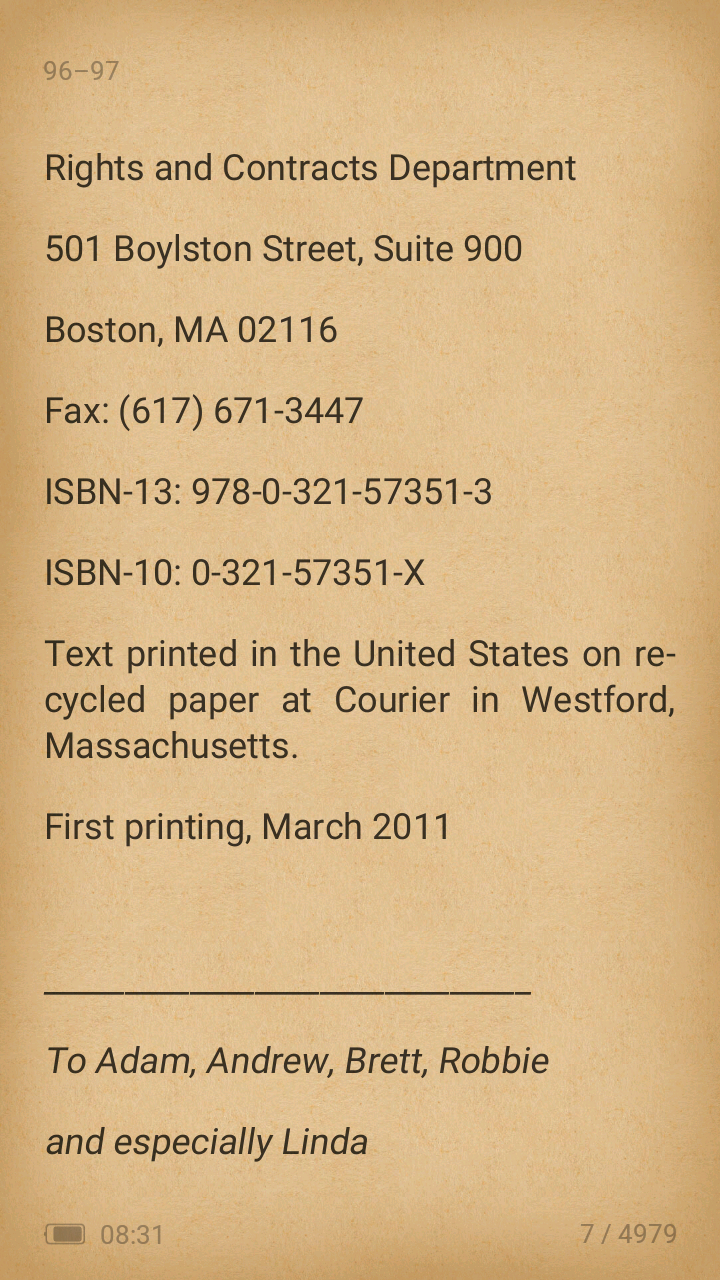 96–97
Rights and Contracts Department
501 Boylston Street, Suite 900
Boston, MA 02116
Fax: (617) 671-3447
ISBN-13: 978-0-321-57351-3
ISBN-10: 0-321-57351-X
Text printed in the United States on re-
cycled paper at Courier in Westford,
Massachusetts.
First printing, March 2011
To Adam, Andrew, Brett, Robbie
and especially Linda
08:31
7 / 4979